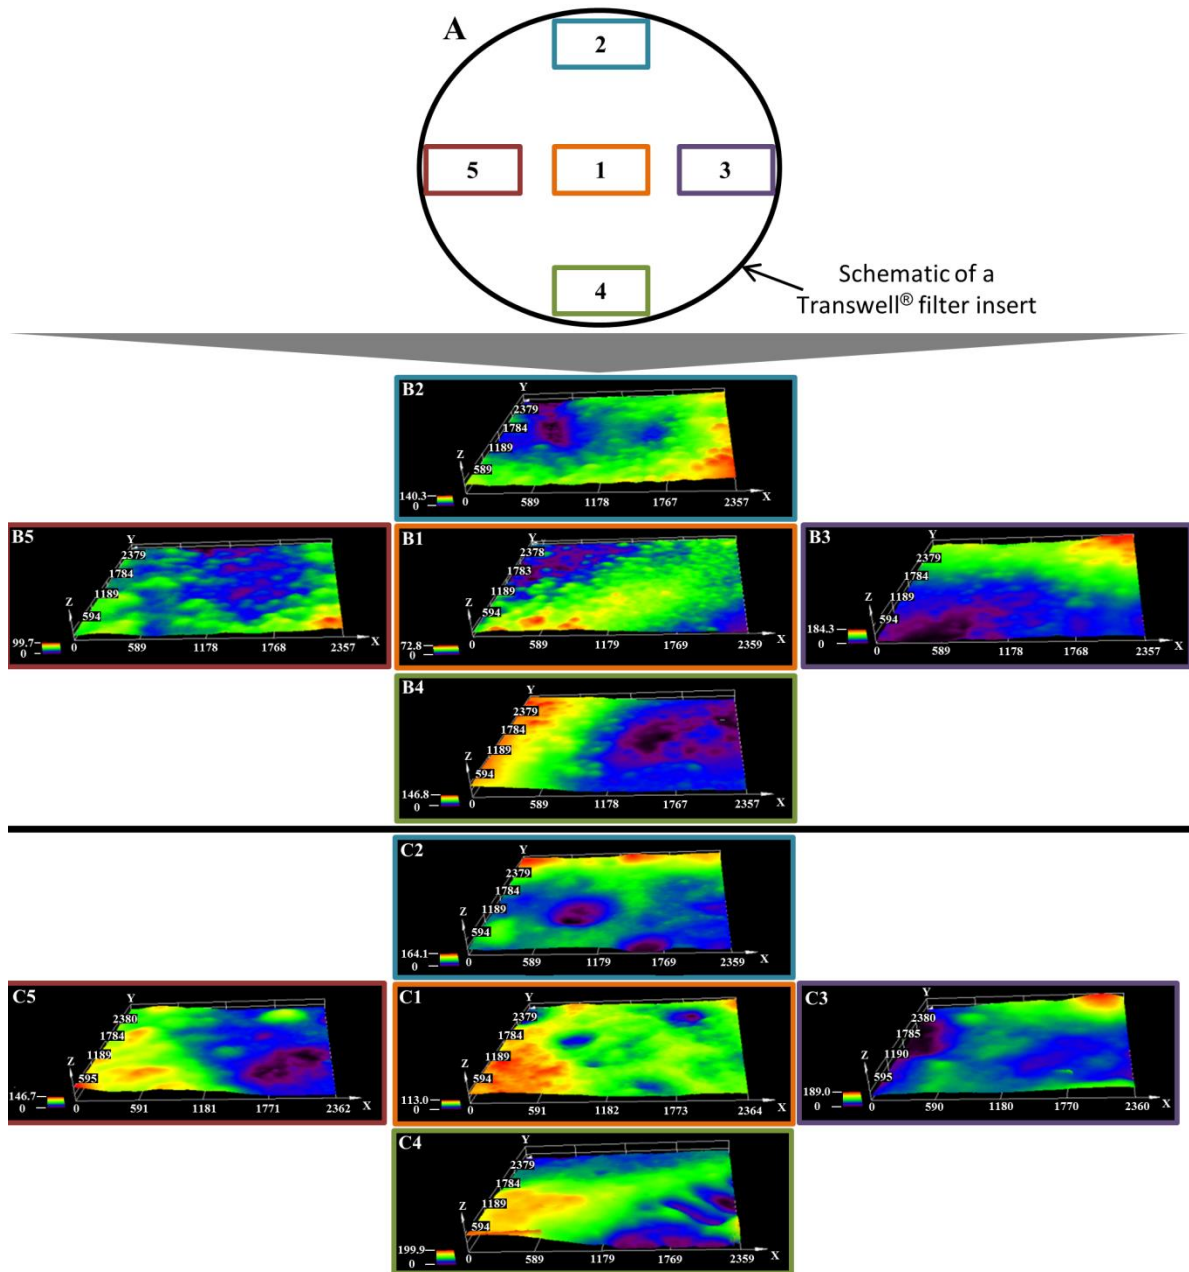 A
2
5
1
3
4
Schematic of a
Transwell® filter insert
B2
Y
2379
1784
1189
589
Z
140.3
0
0
589
1178
1767
2357
X
B5
Y
2379
1784
1189
594
Z
99.7
0
0
589
1178
1768
2357
X
B1
Y
2378
1783
1189
594
Z
72.8
0
0
589
1179
1768
2357
X
B3
Y
2379
1784
1189
594
Z
184.3
0
0
589
1178
1768
2357
X
B4
Y
2379
1784
1189
594
Z
146.8
0
0
589
1178
1767
2357
X
C2
Y
2379
1784
1189
594
Z
164.1
0
0
589
1179
1769
2359
X
C5
Y
2380
1784
1189
595
Z
146.7
0
0
591
1181
1771
2362
X
C1
Y
2379
1784
1189
594
Z
113.0
0
0
591
1182
1773
2364
X
C3
Y
2380
1785
1190
595
Z
189.0
0
0
590
1180
1770
2360
X
C4
Y
2379
1784
1189
594
Z
199.9
0
0
589
1179
1769
2359
X